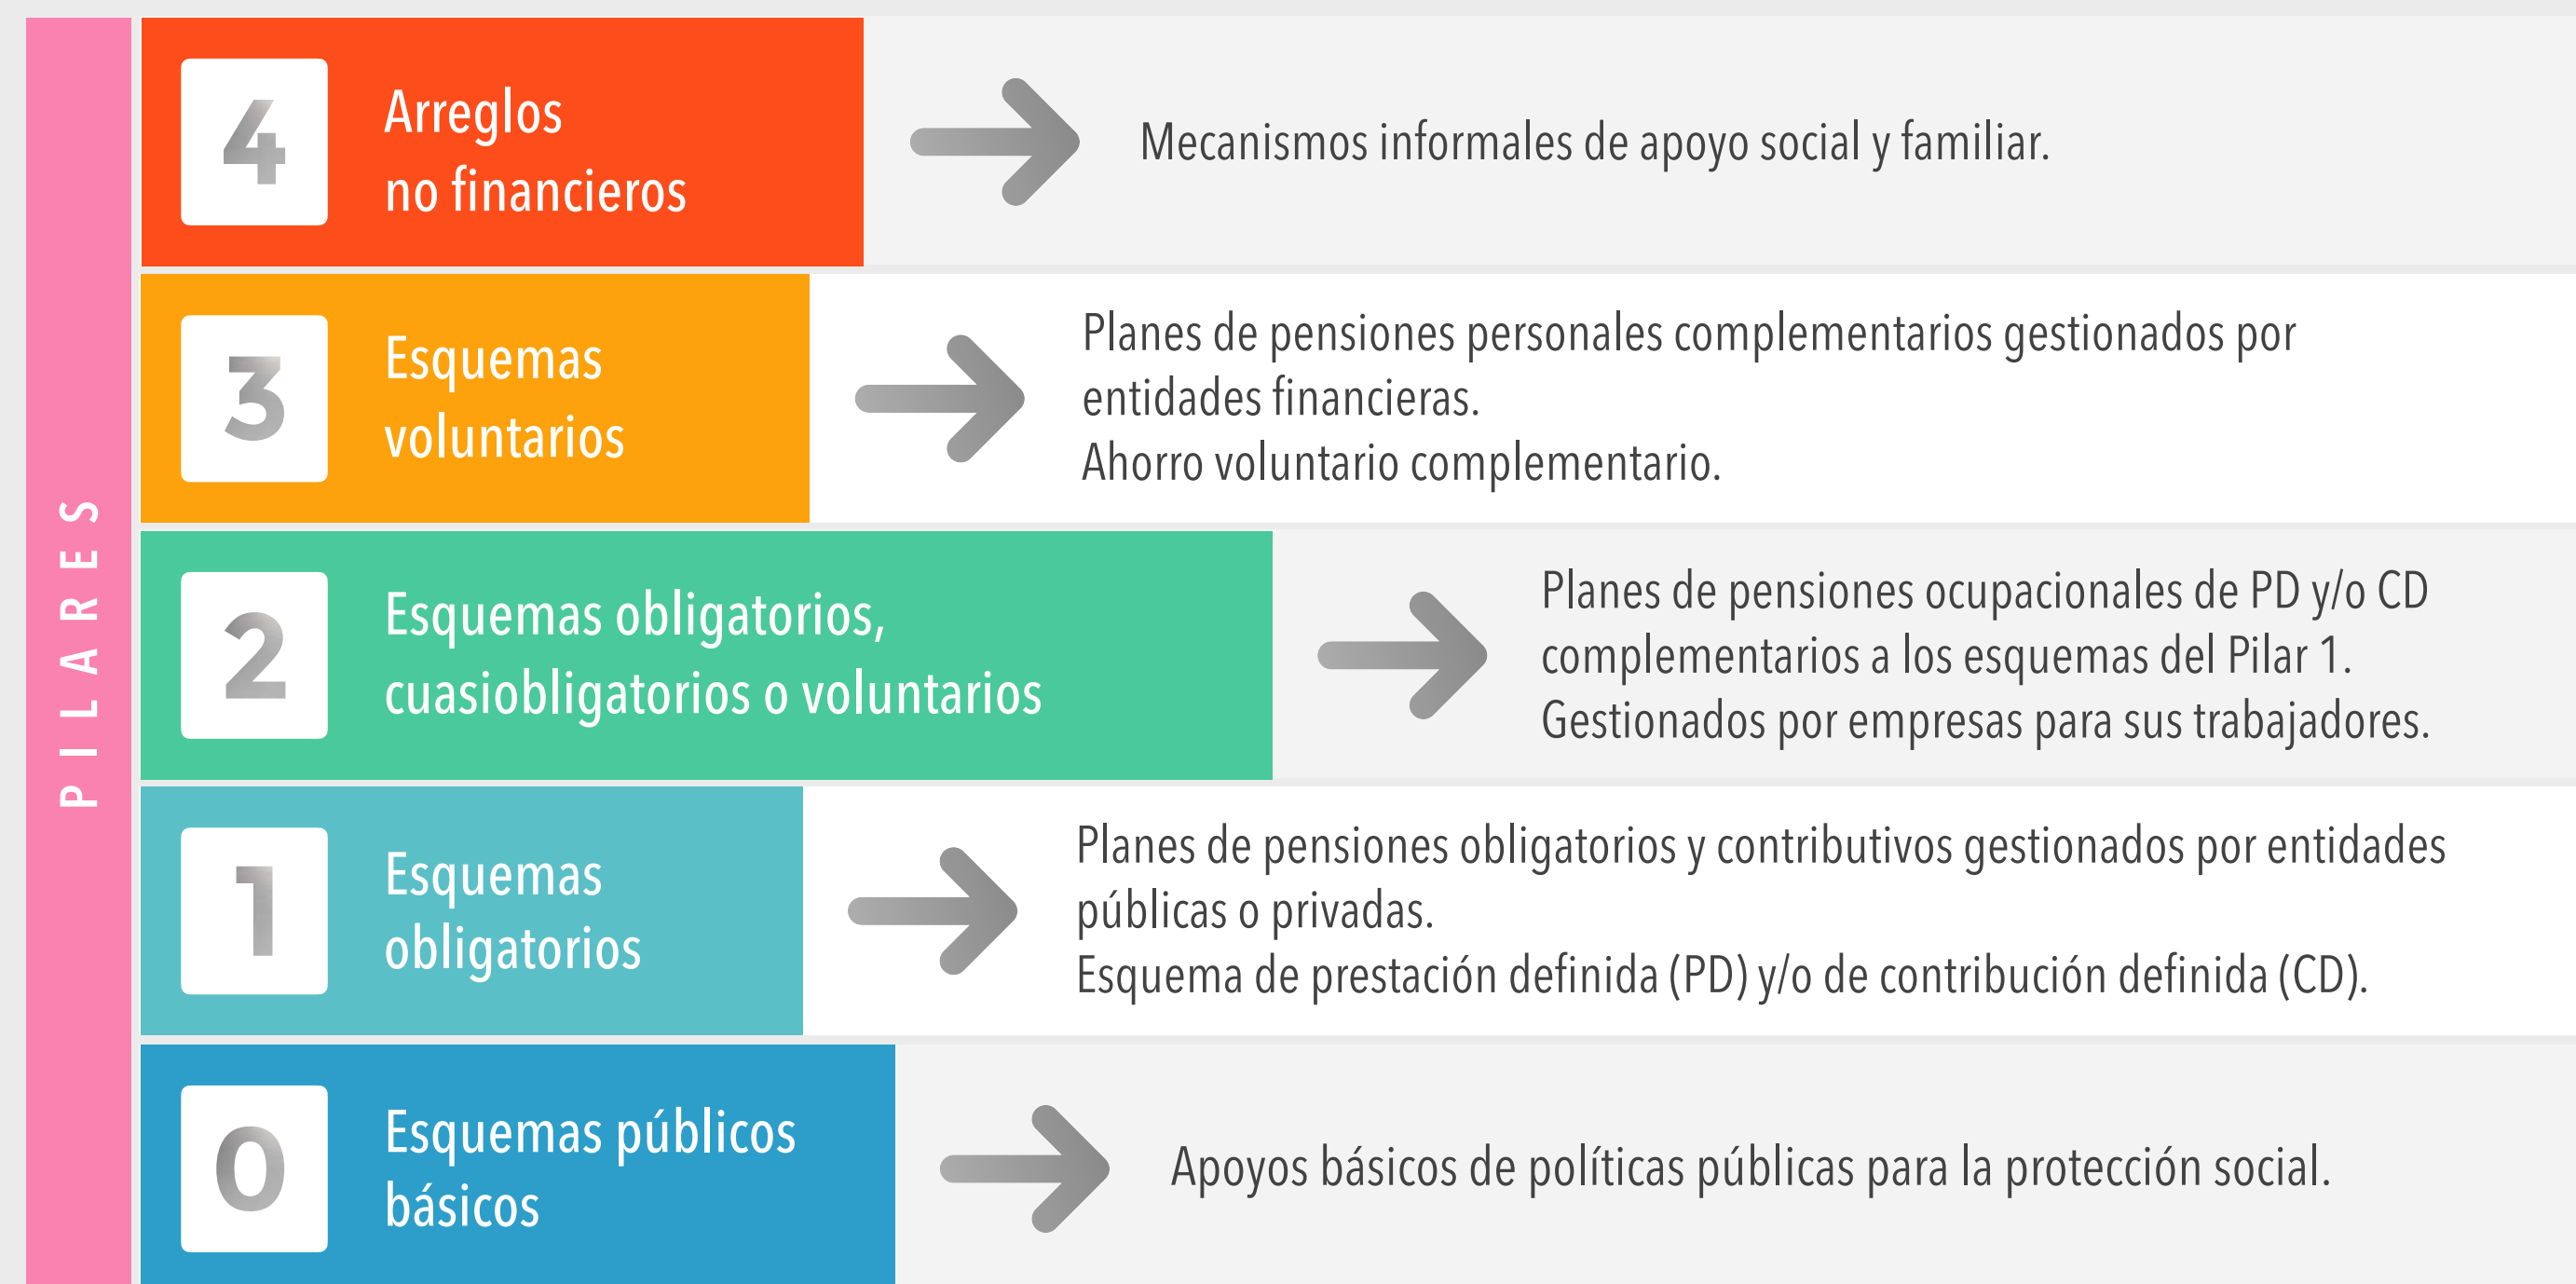 PILARES
4
Arreglos
no financieros
Mecanismos informales de apoyo social y familiar.
3
Esquemas
voluntarios
Planes de pensiones personales complementarios gestionados por
entidades financieras.
Ahorro voluntario complementario.
2
Esquemas obligatorios,
cuasiobligatorios o voluntarios
Planes de pensiones ocupacionales de PD y/o CD
complementarios a los esquemas del Pilar 1.
Gestionados por empresas para sus trabajadores.
1
Esquemas
obligatorios
Planes de pensiones obligatorios y contributivos gestionados por entidades
públicas o privadas.
Esquema de prestación definida (PD) y/o de contribución definida (CD).
0
Esquemas públicos
básicos
Apoyos básicos de políticas públicas para la protección social.